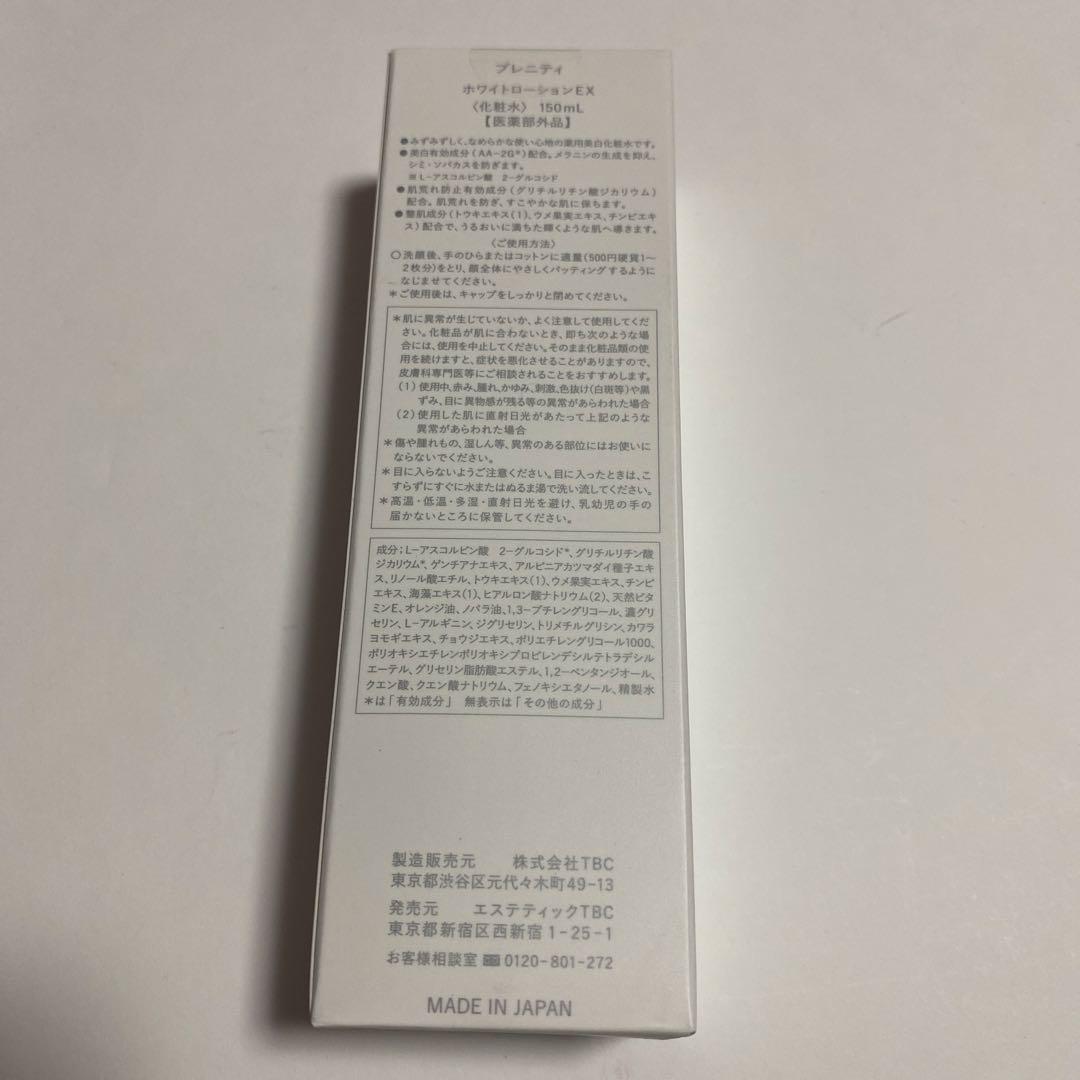 プレニティ
ホワイトローションEX
〈化粧水〉 150mL
【医薬部外品】
●みずみずしく、なめらかな使い心地の薬用美白化粧水です。
●美白有効成分(AA-2G※)配合。メラニンの生成を抑え、
シミ・ソバカスを防ぎます。
※L-アスコルビン酸 2-グルコシド
●肌荒れ防止有効成分(グリチルリチン酸ジカリウム)
配合。肌荒れを防ぎ、すこやかな肌に保ちます。
●整肌成分(トウキエキス(1)、ウメ果実エキス、チンピエキ
ス)配合で、うるおいに満ちた輝くような肌へ導きます。
〈ご使用方法〉
○洗顔後、手のひらまたはコットンに適量(500円硬貨1〜
2枚分)をとり、顔全体にやさしくパッティングするように
なじませてください。
＊ご使用後は、キャップをしっかりと閉めてください。
＊肌に異常が生じていないか、よく注意して使用してくだ
さい。化粧品が肌に合わないとき、即ち次のような場
合には、使用を中止してください。そのまま化粧品類の使
用を続けますと、症状を悪化させることがありますので、
皮膚科専門医等にご相談されることをおすすめします。
(1)使用中、赤み、腫れ、かゆみ、刺激、色抜け(白斑等)や黒
ずみ、目に異物感が残る等の異常があらわれた場合
(2)使用した肌に直射日光があたって上記のような
異常があらわれた場合
＊傷や腫れもの、湿しん等、異常のある部位にはお使いに
ならないでください。
＊目に入らないようご注意ください。目に入ったときは、こ
すらずにすぐに水またはぬるま湯で洗い流してください。
＊高温・低温・多湿・直射日光を避け、乳幼児の手の
届かないところに保管してください。
成分；L-アスコルビン酸 2-グルコシド*、グリチルリチン酸
ジカリウム*、ゲンチアナエキス、アルピニアカツマダイ種子エキ
ス、リノール酸エチル、トウキエキス(1)、ウメ果実エキス、チンピ
エキス、海藻エキス(1)、ヒアルロン酸ナトリウム(2)、天然ビタ
ミンE、オレンジ油、ノバラ油、1,3-ブチレングリコール、濃グリ
セリン、L-アルギニン、ジグリセリン、トリメチルグリシン、カワラ
ヨモギエキス、チョウジエキス、ポリエチレングリコール1000、
ポリオキシエチレンポリオキシプロピレンデシルテトラデシル
エーテル、グリセリン脂肪酸エステル、1,2-ペンタンジオール、
クエン酸、クエン酸ナトリウム、フェノキシエタノール、精製水
＊は「有効成分」 無表示は「その他の成分」
製造販売元 株式会社TBC
東京都渋谷区元代々木町49-13
発売元 エステティックTBC
東京都新宿区西新宿1-25-1
お客様相談室 0120-801-272
MADE IN JAPAN